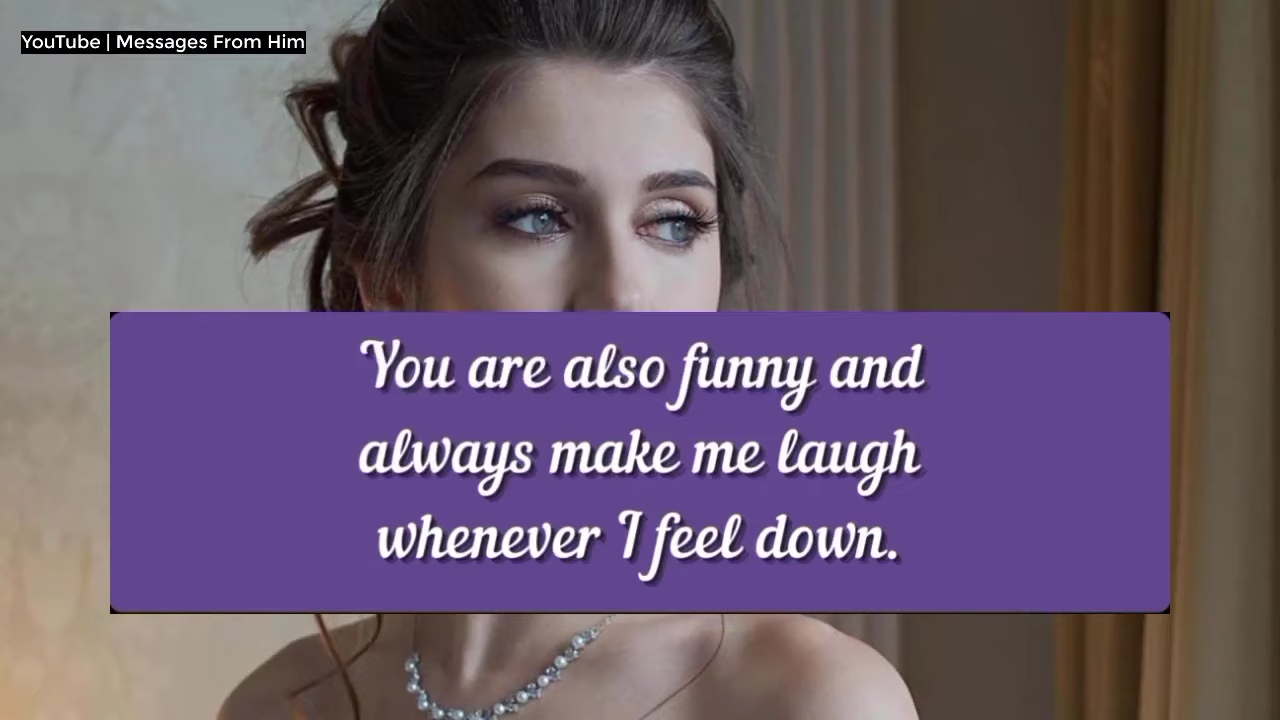 YouTube | Messages From Him
You are also funny and
always make me laugh
whenever I feel down.